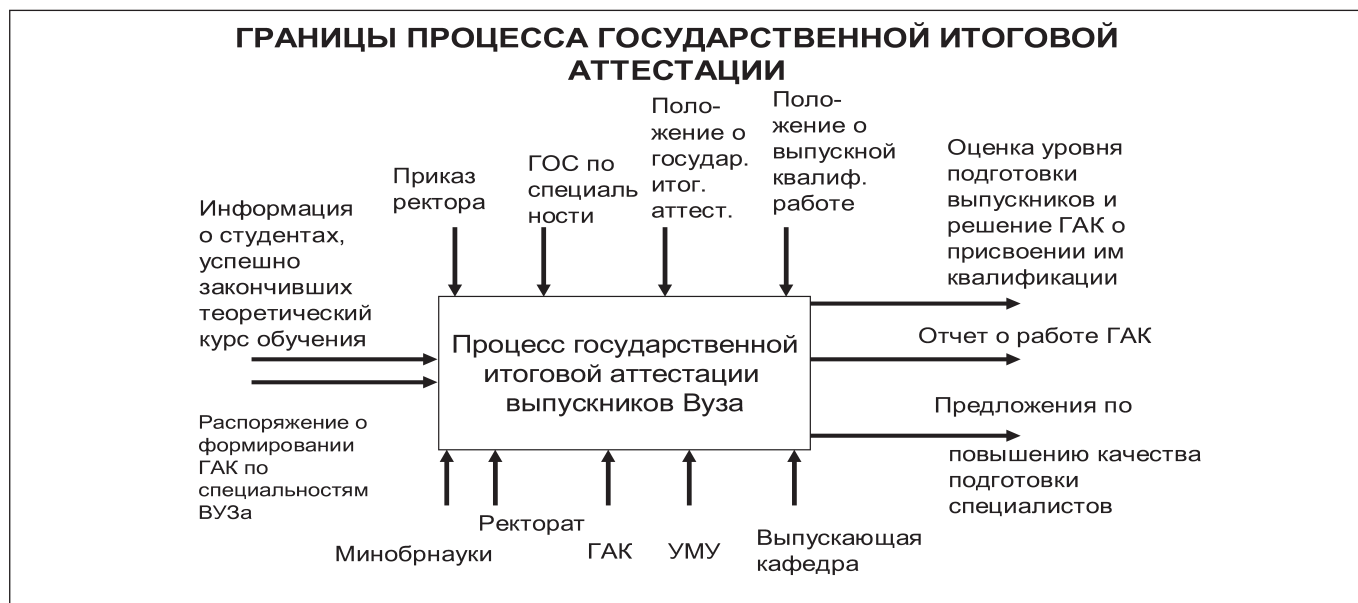 ГРАНИЦЫ ПРОЦЕССА ГОСУДАРСТВЕННОЙ ИТОГОВОЙ
АТТЕСТАЦИИ
Информация
о студентах,
успешно
закончивших
теоретический
курс обучения
Распоряжение о
формировании
ГАК по
специальностям
ВУЗа
Приказ
ректора
ГОС по
специаль
ности
Поло-
жение о
государ.
итог.
аттест.
Поло-
жение о
выпускной
квалиф.
работе
Процесс государственной
итоговой аттестации
выпускников Вуза
Оценка уровня
подготовки
выпускников и
решение ГАК о
присвоении им
квалификации
Отчет о работе ГАК
Предложения по
повышению качества
подготовки
специалистов
Минобрнауки
Ректорат
ГАК
УМУ
Выпускающая
кафедра